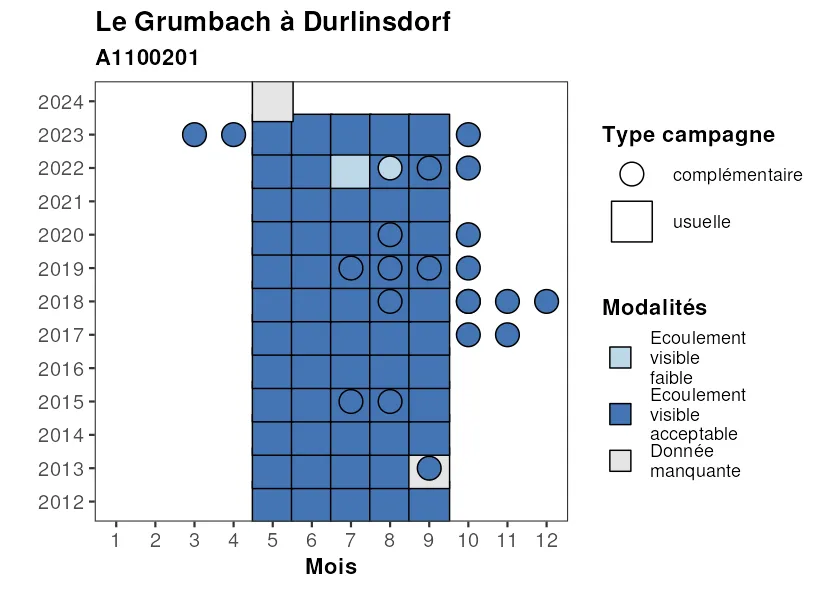 Le Grumbach à Durlinsdorf
A1100201
2024
2023
2022
2021
2020
2019
2018
2017
2016
2015
2014
2013
2012
1 2 3 4 5 6 7 8 9 10 11 12
Mois
Type campagne
complémentaire
usuelle
Modalités
Ecoulement
visible
faible
Ecoulement
visible
acceptable
Donnée
manquante